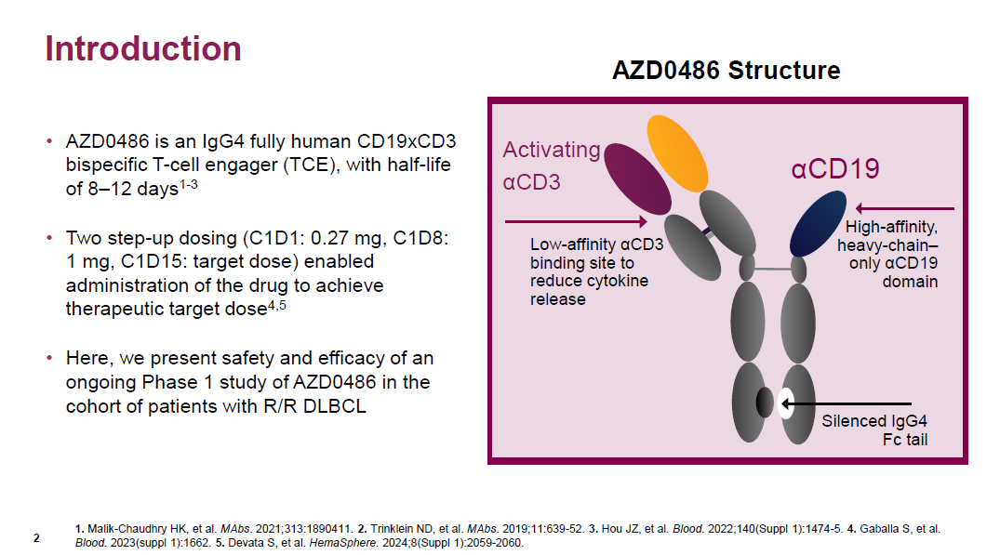 Introduction
• AZD0486 is an IgG4 fully human CD19xCD3
bispecific T-cell engager (TCE), with half-life
of 8–12 days1-3
• Two step-up dosing (C1D1: 0.27 mg, C1D8:
1 mg, C1D15: target dose) enabled
administration of the drug to achieve
therapeutic target dose4,5
• Here, we present safety and efficacy of an
ongoing Phase 1 study of AZD0486 in the
cohort of patients with R/R DLBCL
AZD0486 Structure
Activating
αCD3
Low-affinity αCD3
binding site to
reduce cytokine
release
αCD19
High-affinity,
heavy-chain–
only αCD19
domain
Silenced IgG4
Fc tail
2
1. Malik-Chaudhry HK, et al. MAbs. 2021;313:1890411. 2. Trinklein ND, et al. MAbs. 2019;11:639-52. 3. Hou JZ, et al. Blood. 2022;140(Suppl 1):1474-5. 4. Gaballa S, et al.
Blood. 2023(suppl 1):1662. 5. Devata S, et al. HemaSphere. 2024;8(Suppl 1):2059-2060.